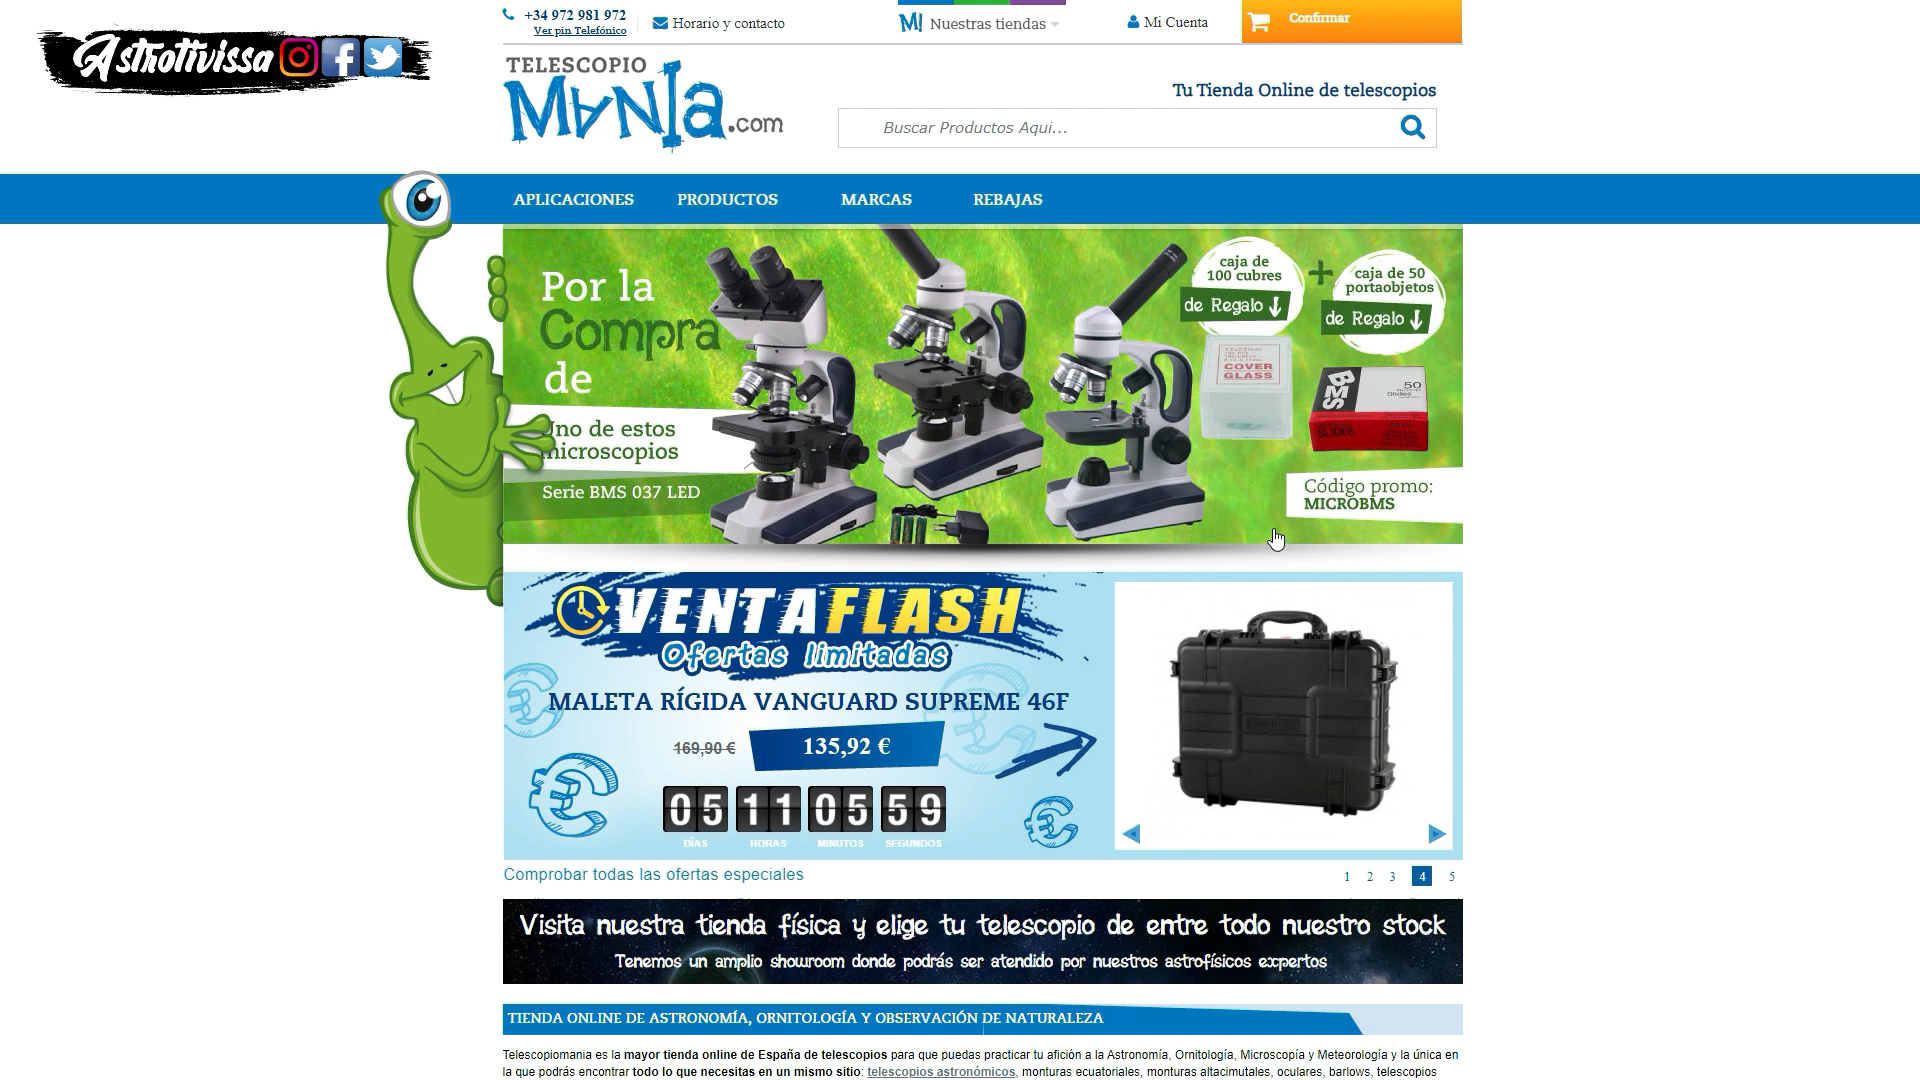 Astrotivissa
+34 972 981 972
Ver pin Telefónico
Horario y contacto
M! Nuestras tiendas
Mi Cuenta
Confirmar
TELESCOPIO
MANIA.com
Tu Tienda Online de telescopios
Buscar Productos Aqui...
APLICACIONES
PRODUCTOS
MARCAS
REBAJAS
Por la
Compra
de
Uno de estos
microscopios
Serie BMS 037 LED
caja de
100 cubres
de Regalo
+
caja de 50
portaobjetos
de Regalo
COVER
GLASS
BMS
50
Slides
SLIDES
Código promo:
MICROBMS
VENTAFLASH
Ofertas limitadas
MALETA RÍGIDA VANGUARD SUPREME 46F
169,90 €
135,92 €
05 11 05 59
DÍAS HORAS MINUTOS SEGUNDOS
Comprobar todas las ofertas especiales
1 2 3 4 5
Visita nuestra tienda física y elige tu telescopio de entre todo nuestro stock
Tenemos un amplio showroom donde podrás ser atendido por nuestros astrofísicos expertos
TIENDA ONLINE DE ASTRONOMÍA, ORNITOLOGÍA Y OBSERVACIÓN DE NATURALEZA
Telescopiomania es la mayor tienda online de España de telescopios para que puedas practicar tu afición a la Astronomía, Ornitología, Microscopía y Meteorología y la única en
la que podrás encontrar todo lo que necesitas en un mismo sitio: telescopios astronómicos, monturas ecuatoriales, monturas altacimutales, oculares, barlows, telescopios